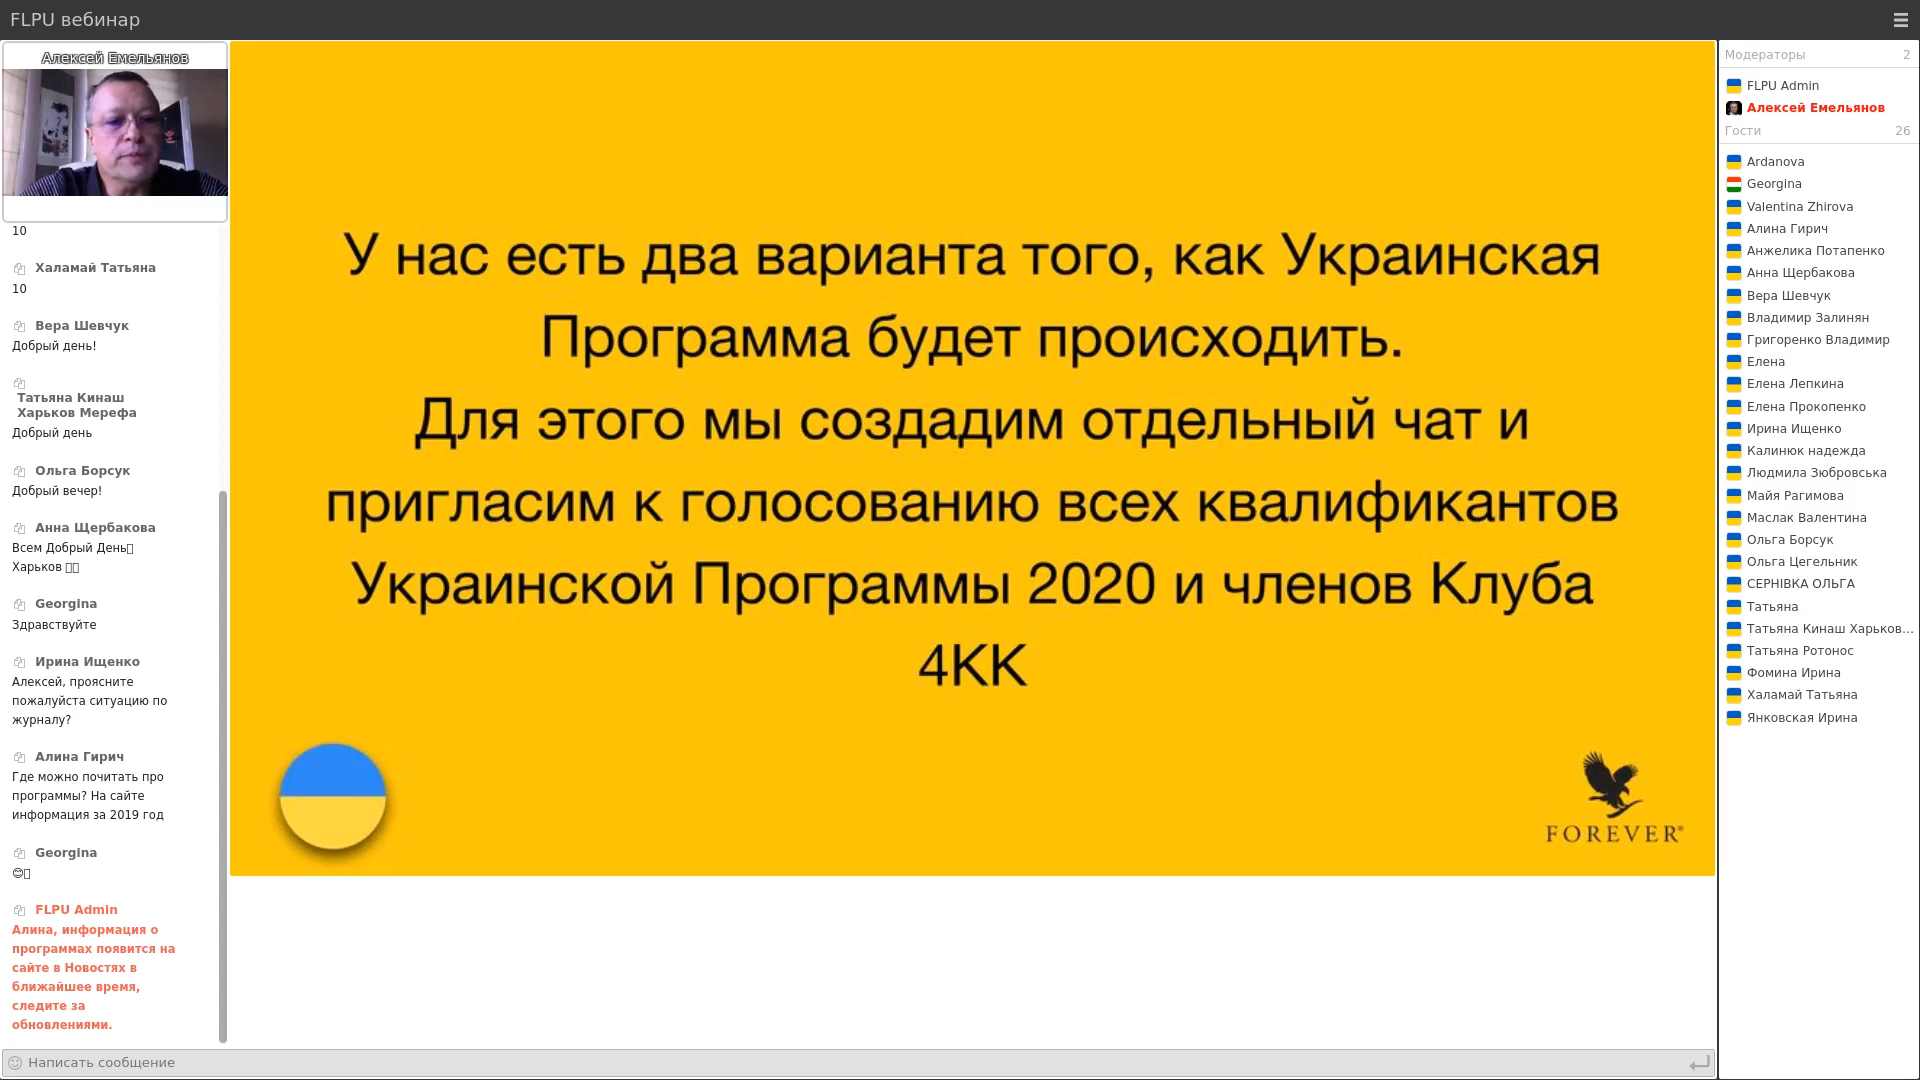 FLPU вебинар
Алексей Емельянов
10
Халамай Татьяна
10
Вера Шевчук
Добрый день!
Татьяна Кинаш
Харьков Мерефа
Добрый день
Ольга Борсук
Добрый вечер!
Анна Щербакова
Всем Добрый День
Харьков
Georgina
Здравствуйте
Ирина Ищенко
Алексей, проясните
пожалуйста ситуацию по
журналу?
Алина Гирич
Где можно почитать про
программы? На сайте
информация за 2019 год
Georgina
😊
FLPU Admin
Алина, информация о
программах появится на
сайте в Новостях в
ближайшее время,
следите за
обновлениями.
Написать сообщение
У нас есть два варианта того, как Украинская
Программа будет происходить.
Для этого мы создадим отдельный чат и
пригласим к голосованию всех квалификантов
Украинской Программы 2020 и членов Клуба
4КК
FOREVER®
Модераторы 2
FLPU Admin
Алексей Емельянов
Гости 26
Ardanova
Georgina
Valentina Zhirova
Алина Гирич
Анжелика Потапенко
Анна Щербакова
Вера Шевчук
Владимир Залинян
Григоренко Владимир
Елена
Елена Лепкина
Елена Прокопенко
Ирина Ищенко
Калинюк надежда
Людмила Зюбровська
Майя Рагимова
Маслак Валентина
Ольга Борсук
Ольга Цегельник
СЕРНІВКА ОЛЬГА
Татьяна
Татьяна Кинаш Харьков...
Татьяна Ротонос
Фомина Ирина
Халамай Татьяна
Янковская Ирина